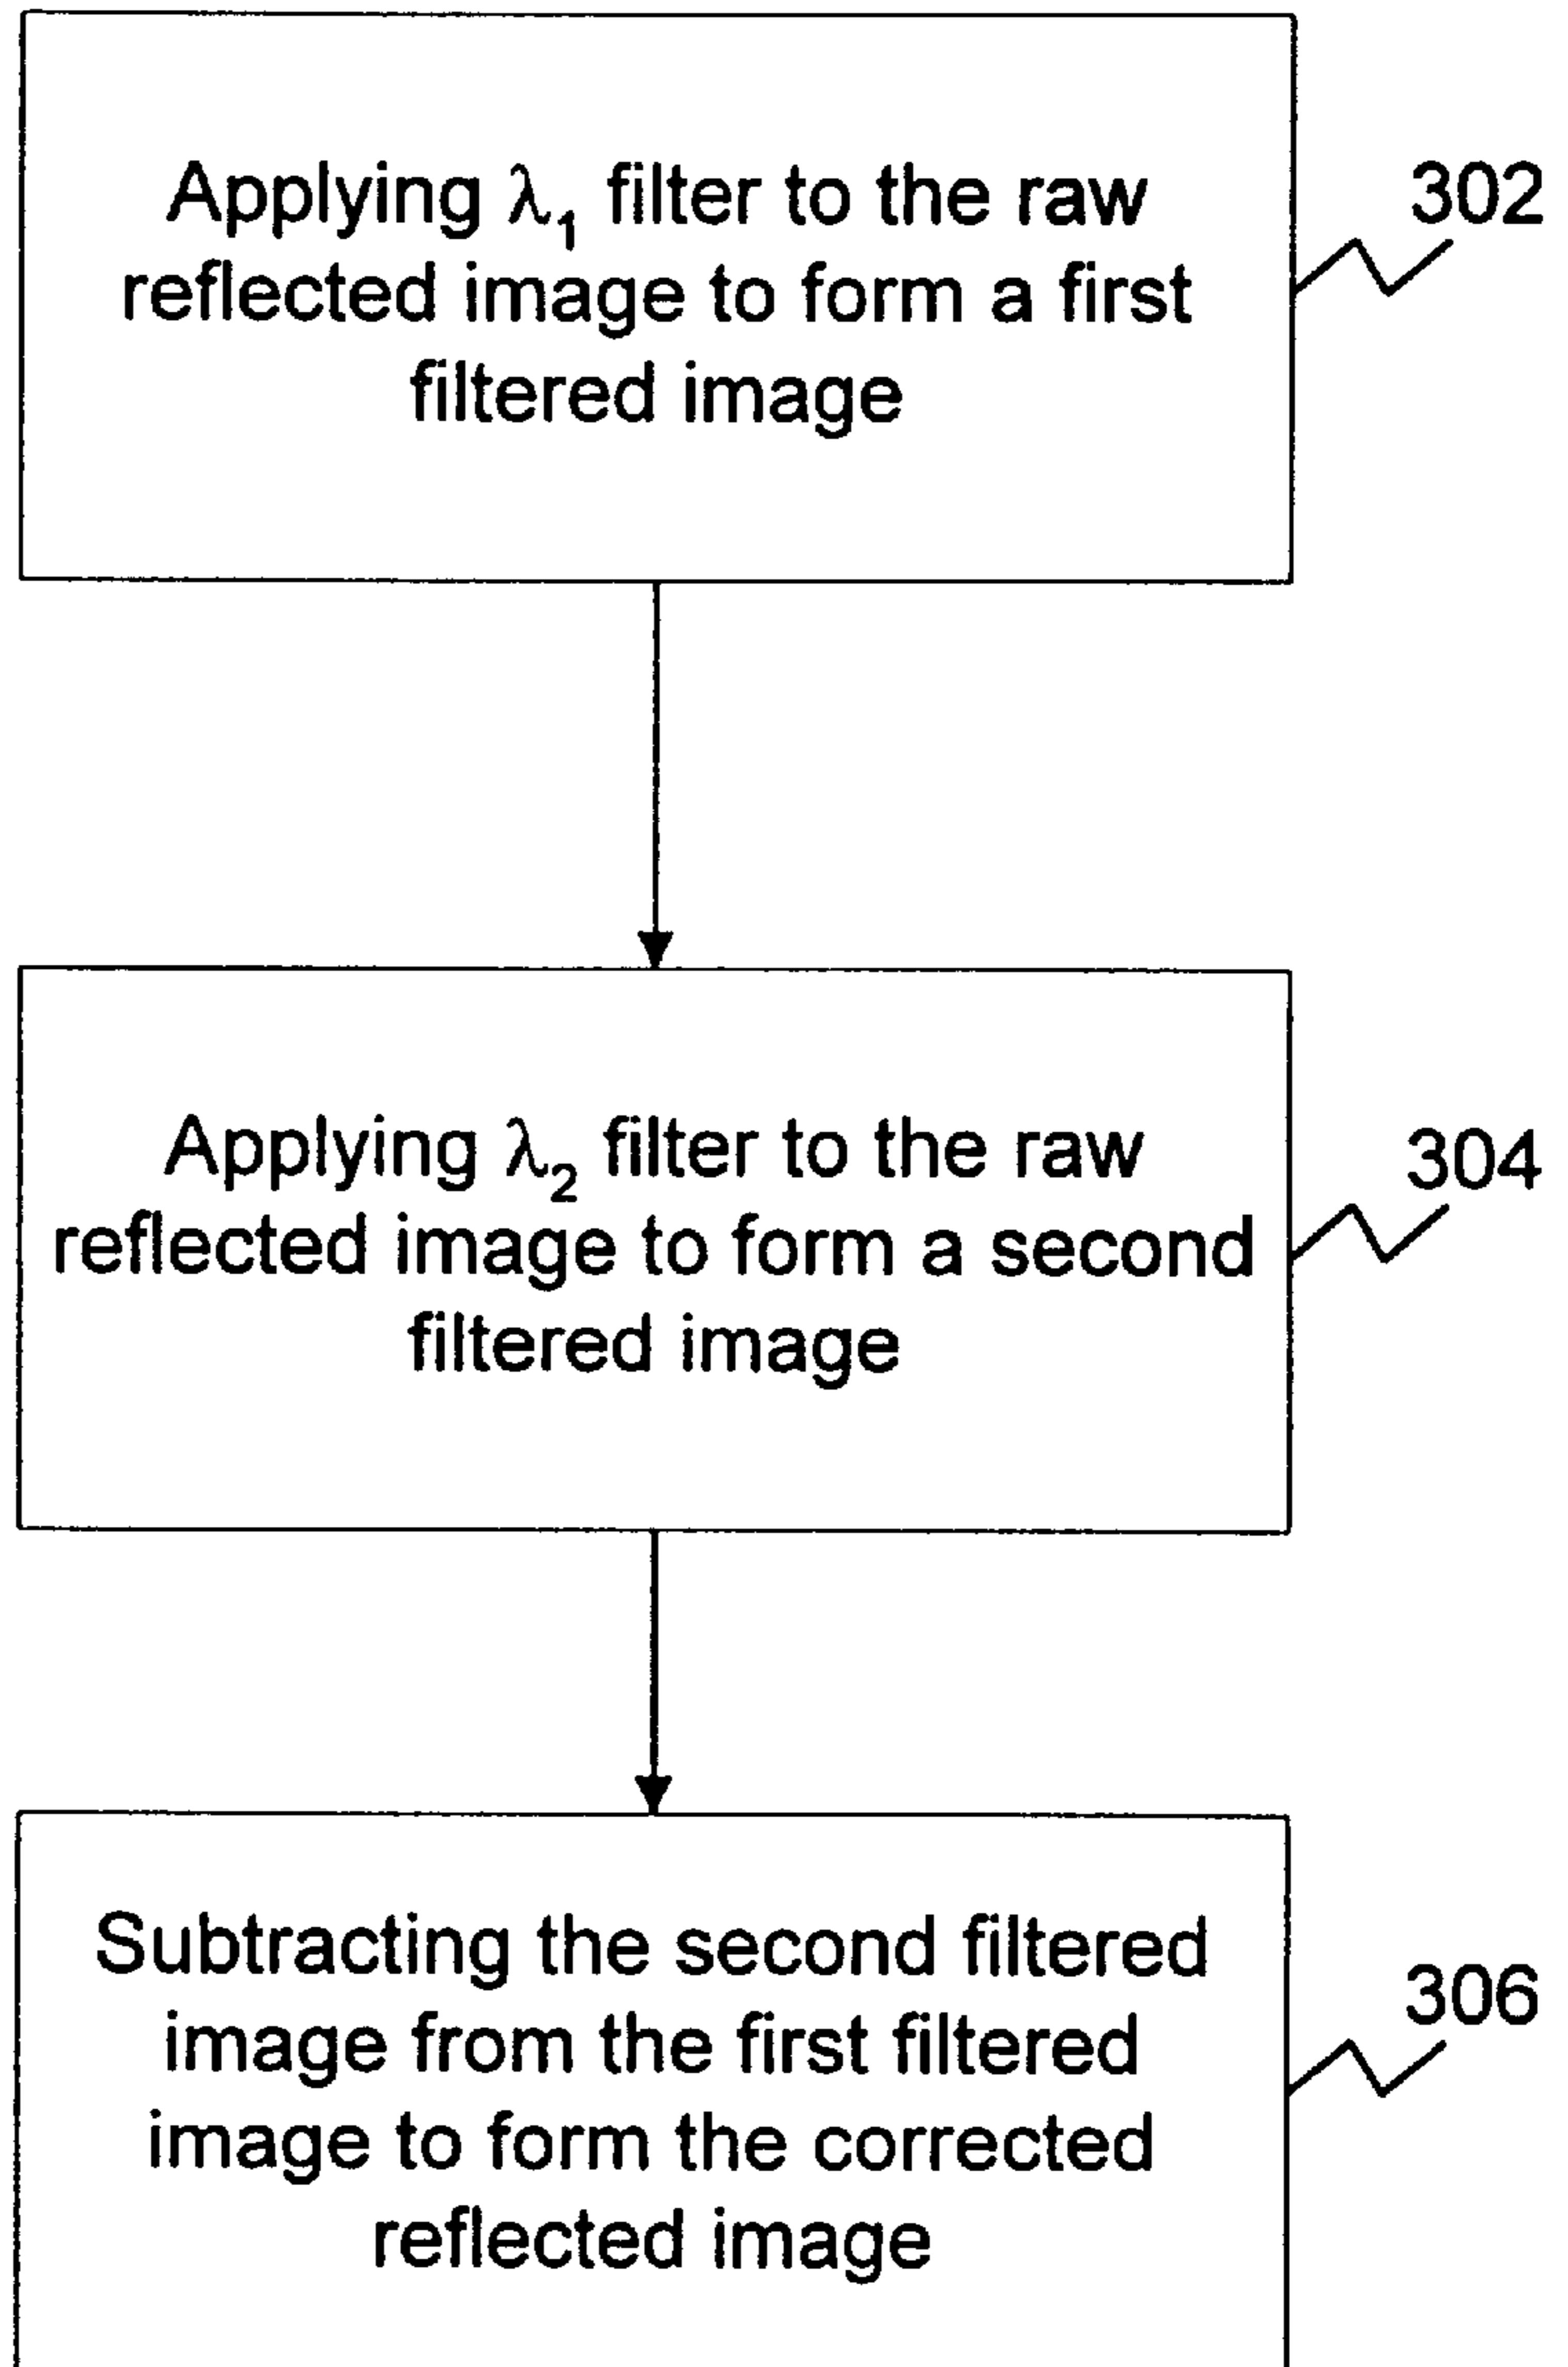 Applying λ₁ filter to the raw
reflected image to form a first
filtered image
302
Applying λ₂ filter to the raw
reflected image to form a second
filtered image
304
Subtracting the second filtered
image from the first filtered
image to form the corrected
reflected image
306